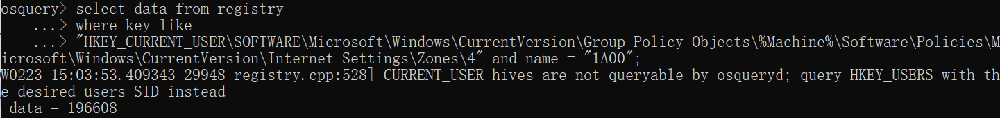 osquery> select data from registry
    ...> where key like
    ...> "HKEY_CURRENT_USER\SOFTWARE\Microsoft\Windows\CurrentVersion\Group Policy Objects\%Machine%\Software\Policies\M
icrosoft\Windows\CurrentVersion\Internet Settings\Zones\4" and name = "1A00";
W0223 15:03:53.409343 29948 registry.cpp:528] CURRENT_USER hives are not queryable by osqueryd; query HKEY_USERS with th
e desired users SID instead
 data = 196608